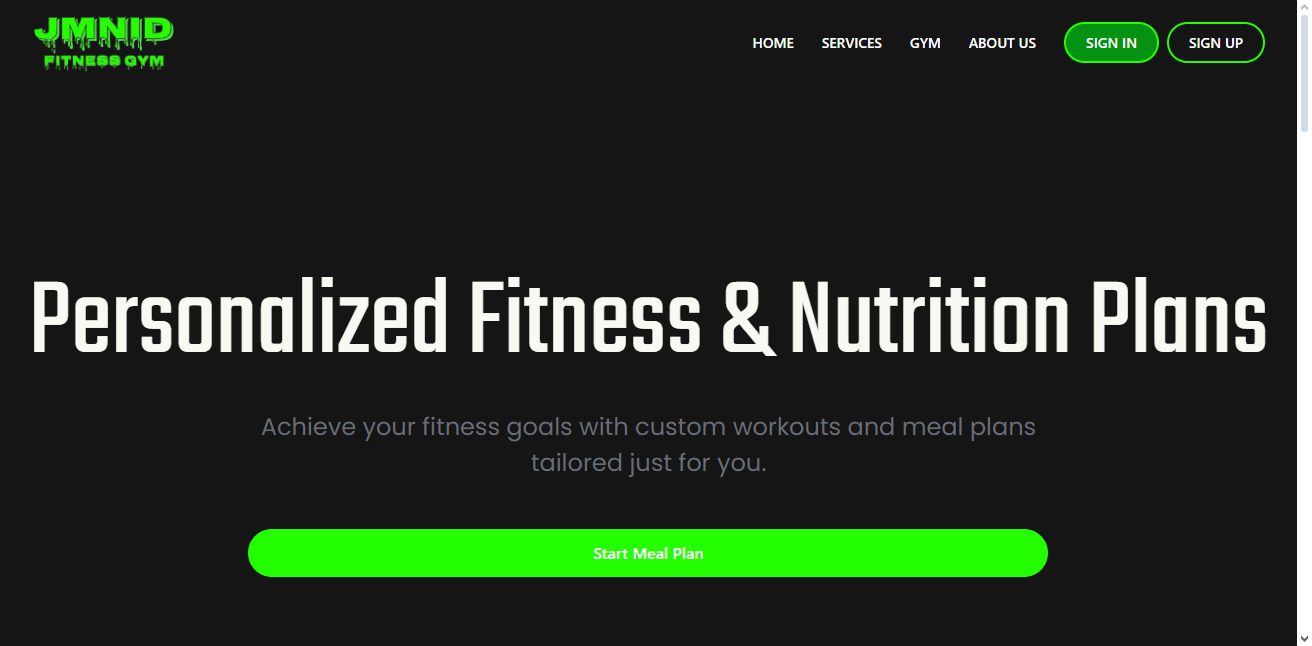 JMNID
FITNESS GYM
HOME SERVICES GYM ABOUT US SIGN IN SIGN UP
Personalized Fitness & Nutrition Plans
Achieve your fitness goals with custom workouts and meal plans
tailored just for you.
Start Meal Plan